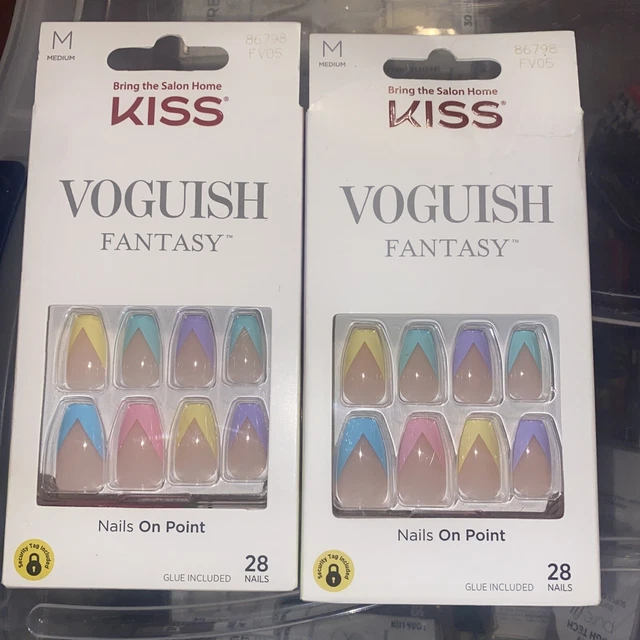 M
MEDIUM
86798
FV05
Bring the Salon Home
KISS®
VOGUISH
FANTASY™
Nails On Point
Security Tag Included
GLUE INCLUDED
28
NAILS
M
MEDIUM
86798
FV05
Bring the Salon Home
KISS®
VOGUISH
FANTASY™
Nails On Point
Security Tag Included
GLUE INCLUDED
28
NAILS